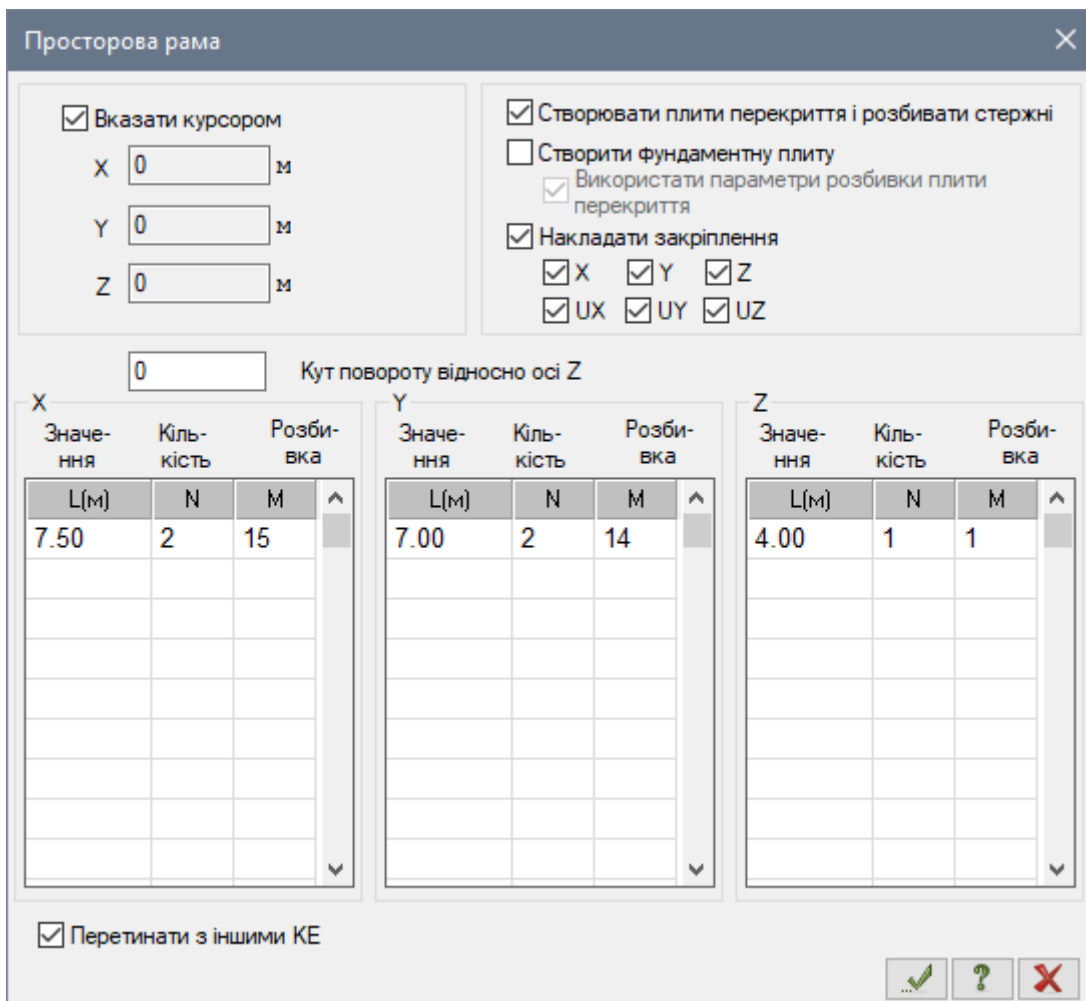 Просторова рама
Вказати курсором
X 0 м
Y 0 м
Z 0 м
Створювати плити перекриття і розбивати стержні
Створити фундаментну плиту
Використати параметри розбивки плити
перекриття
Накладати закріплення
X Y Z
UX UY UZ
0 Кут повороту відносно осі Z
X
Значе- Кіль- Розби-
ння кість вка
L(м) N M
7.50 2 15
Y
Значе- Кіль- Розби-
ння кість вка
L(м) N M
7.00 2 14
Z
Значе- Кіль- Розби-
ння кість вка
L(м) N M
4.00 1 1
Перетинати з іншими КЕ
?